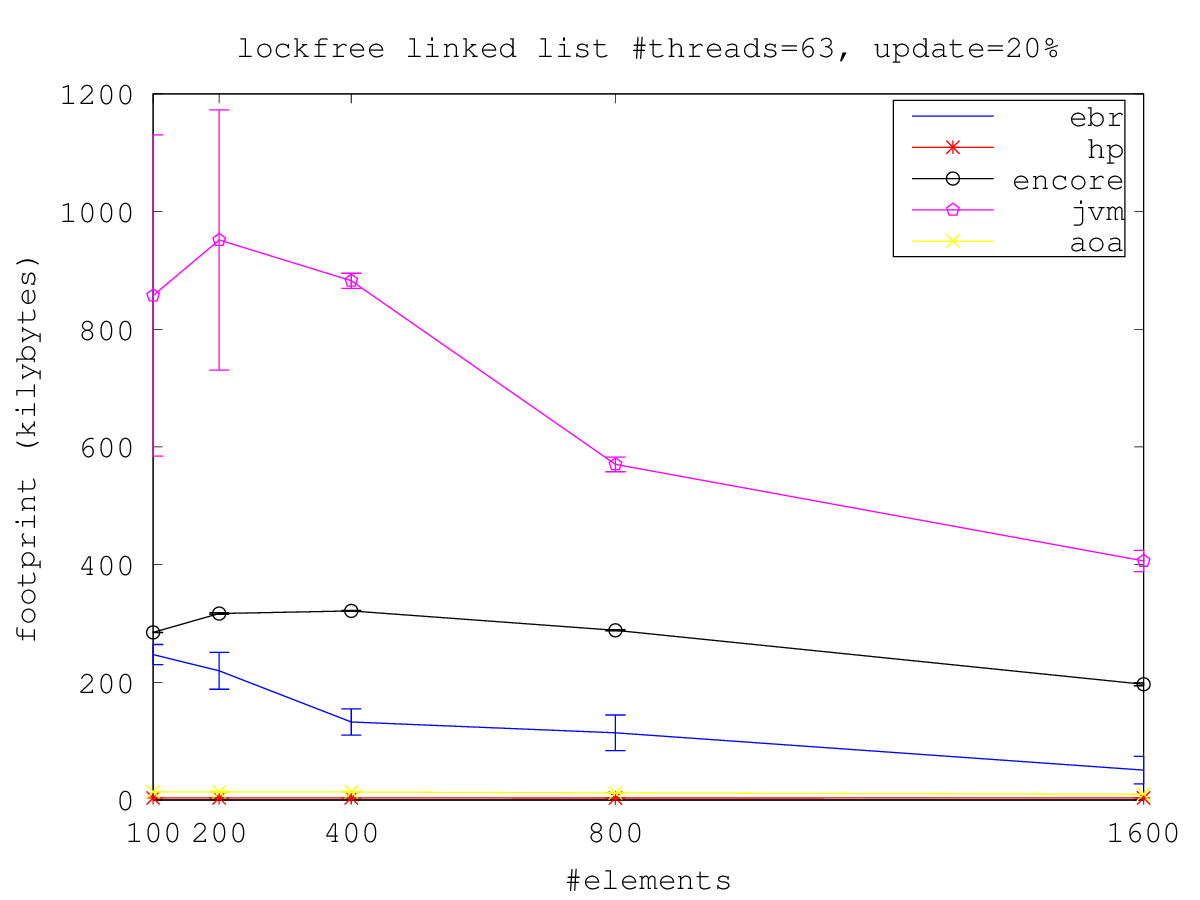 lockfree linked list #threads=63, update=20%
1200
1000
800
600
400
200
0
footprint (kilybytes)
ebr
hp
encore
jvm
aoa
100 200 400 800 1600
#elements